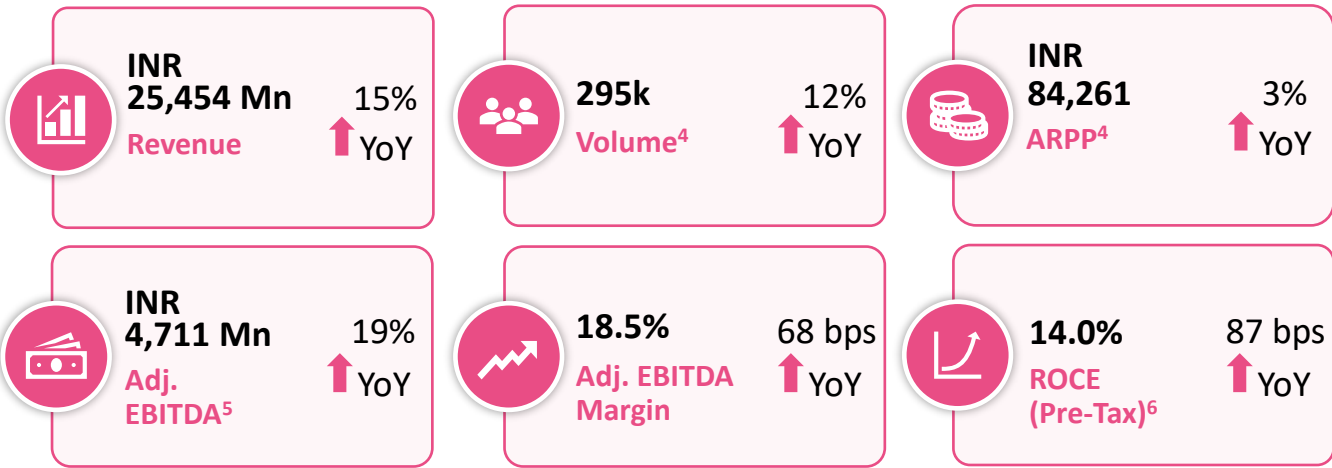 INR
25,454 Mn
Revenue
15%
YoY
295k
Volume4
12%
YoY
INR
84,261
ARPP4
3%
YoY
INR
4,711 Mn
Adj.
EBITDA5
19%
YoY
18.5%
Adj. EBITDA
Margin
68 bps
YoY
14.0%
ROCE
(Pre-Tax)6
87 bps
YoY